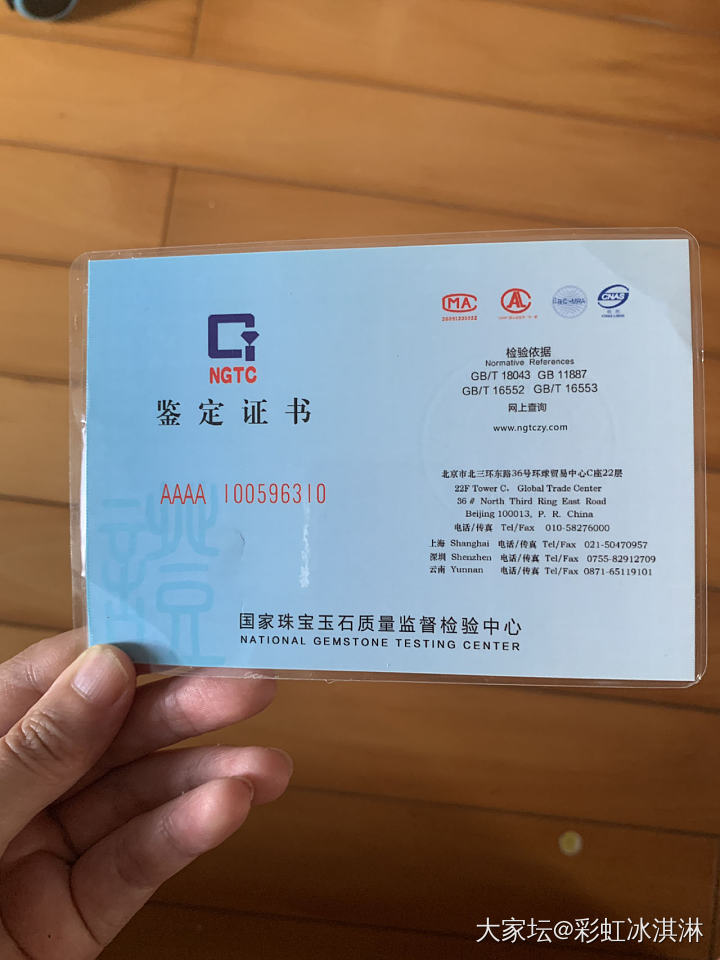 NGTC
鉴定证书
AAAA 100596310
MA
AL
CNAS
检验依据
Normative References
GB/T 18043 GB 11887
GB/T 16552 GB/T 16553
网上查询
www.ngtczy.com
北京市北三环东路36号环球贸易中心C座22层
22F Tower C, Global Trade Center
36 # North Third Ring East Road
Beijing 100013, P. R. China
电话/传真 Tel/Fax 010-58276000
上海 Shanghai 电话/传真 Tel/Fax 021-50470957
深圳 Shenzhen 电话/传真 Tel/Fax 0755-82912709
云南 Yunnan 电话/传真 Tel/Fax 0871-65119101
證
国家珠宝玉石质量监督检验中心
NATIONAL GEMSTONE TESTING CENTER
大家坛@彩虹冰淇淋